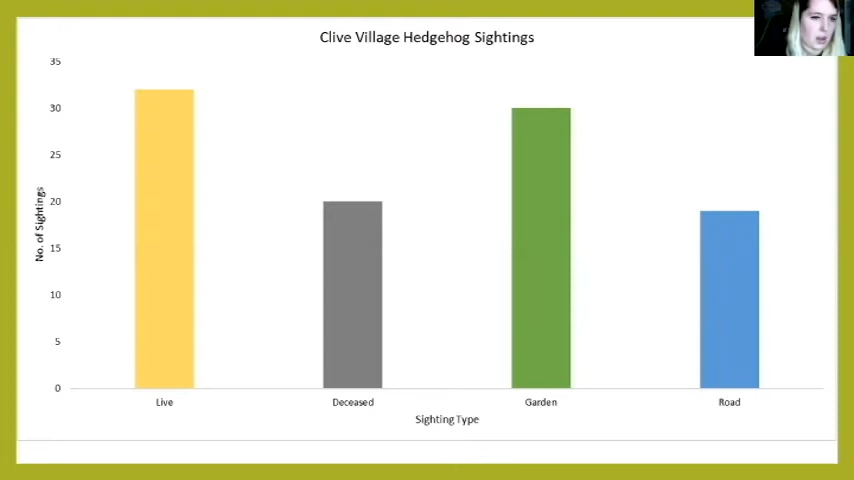 Clive Village Hedgehog Sightings
35
30
25
20
15
10
5
0
No. of Sightings
Live
Deceased
Garden
Road
Sighting Type